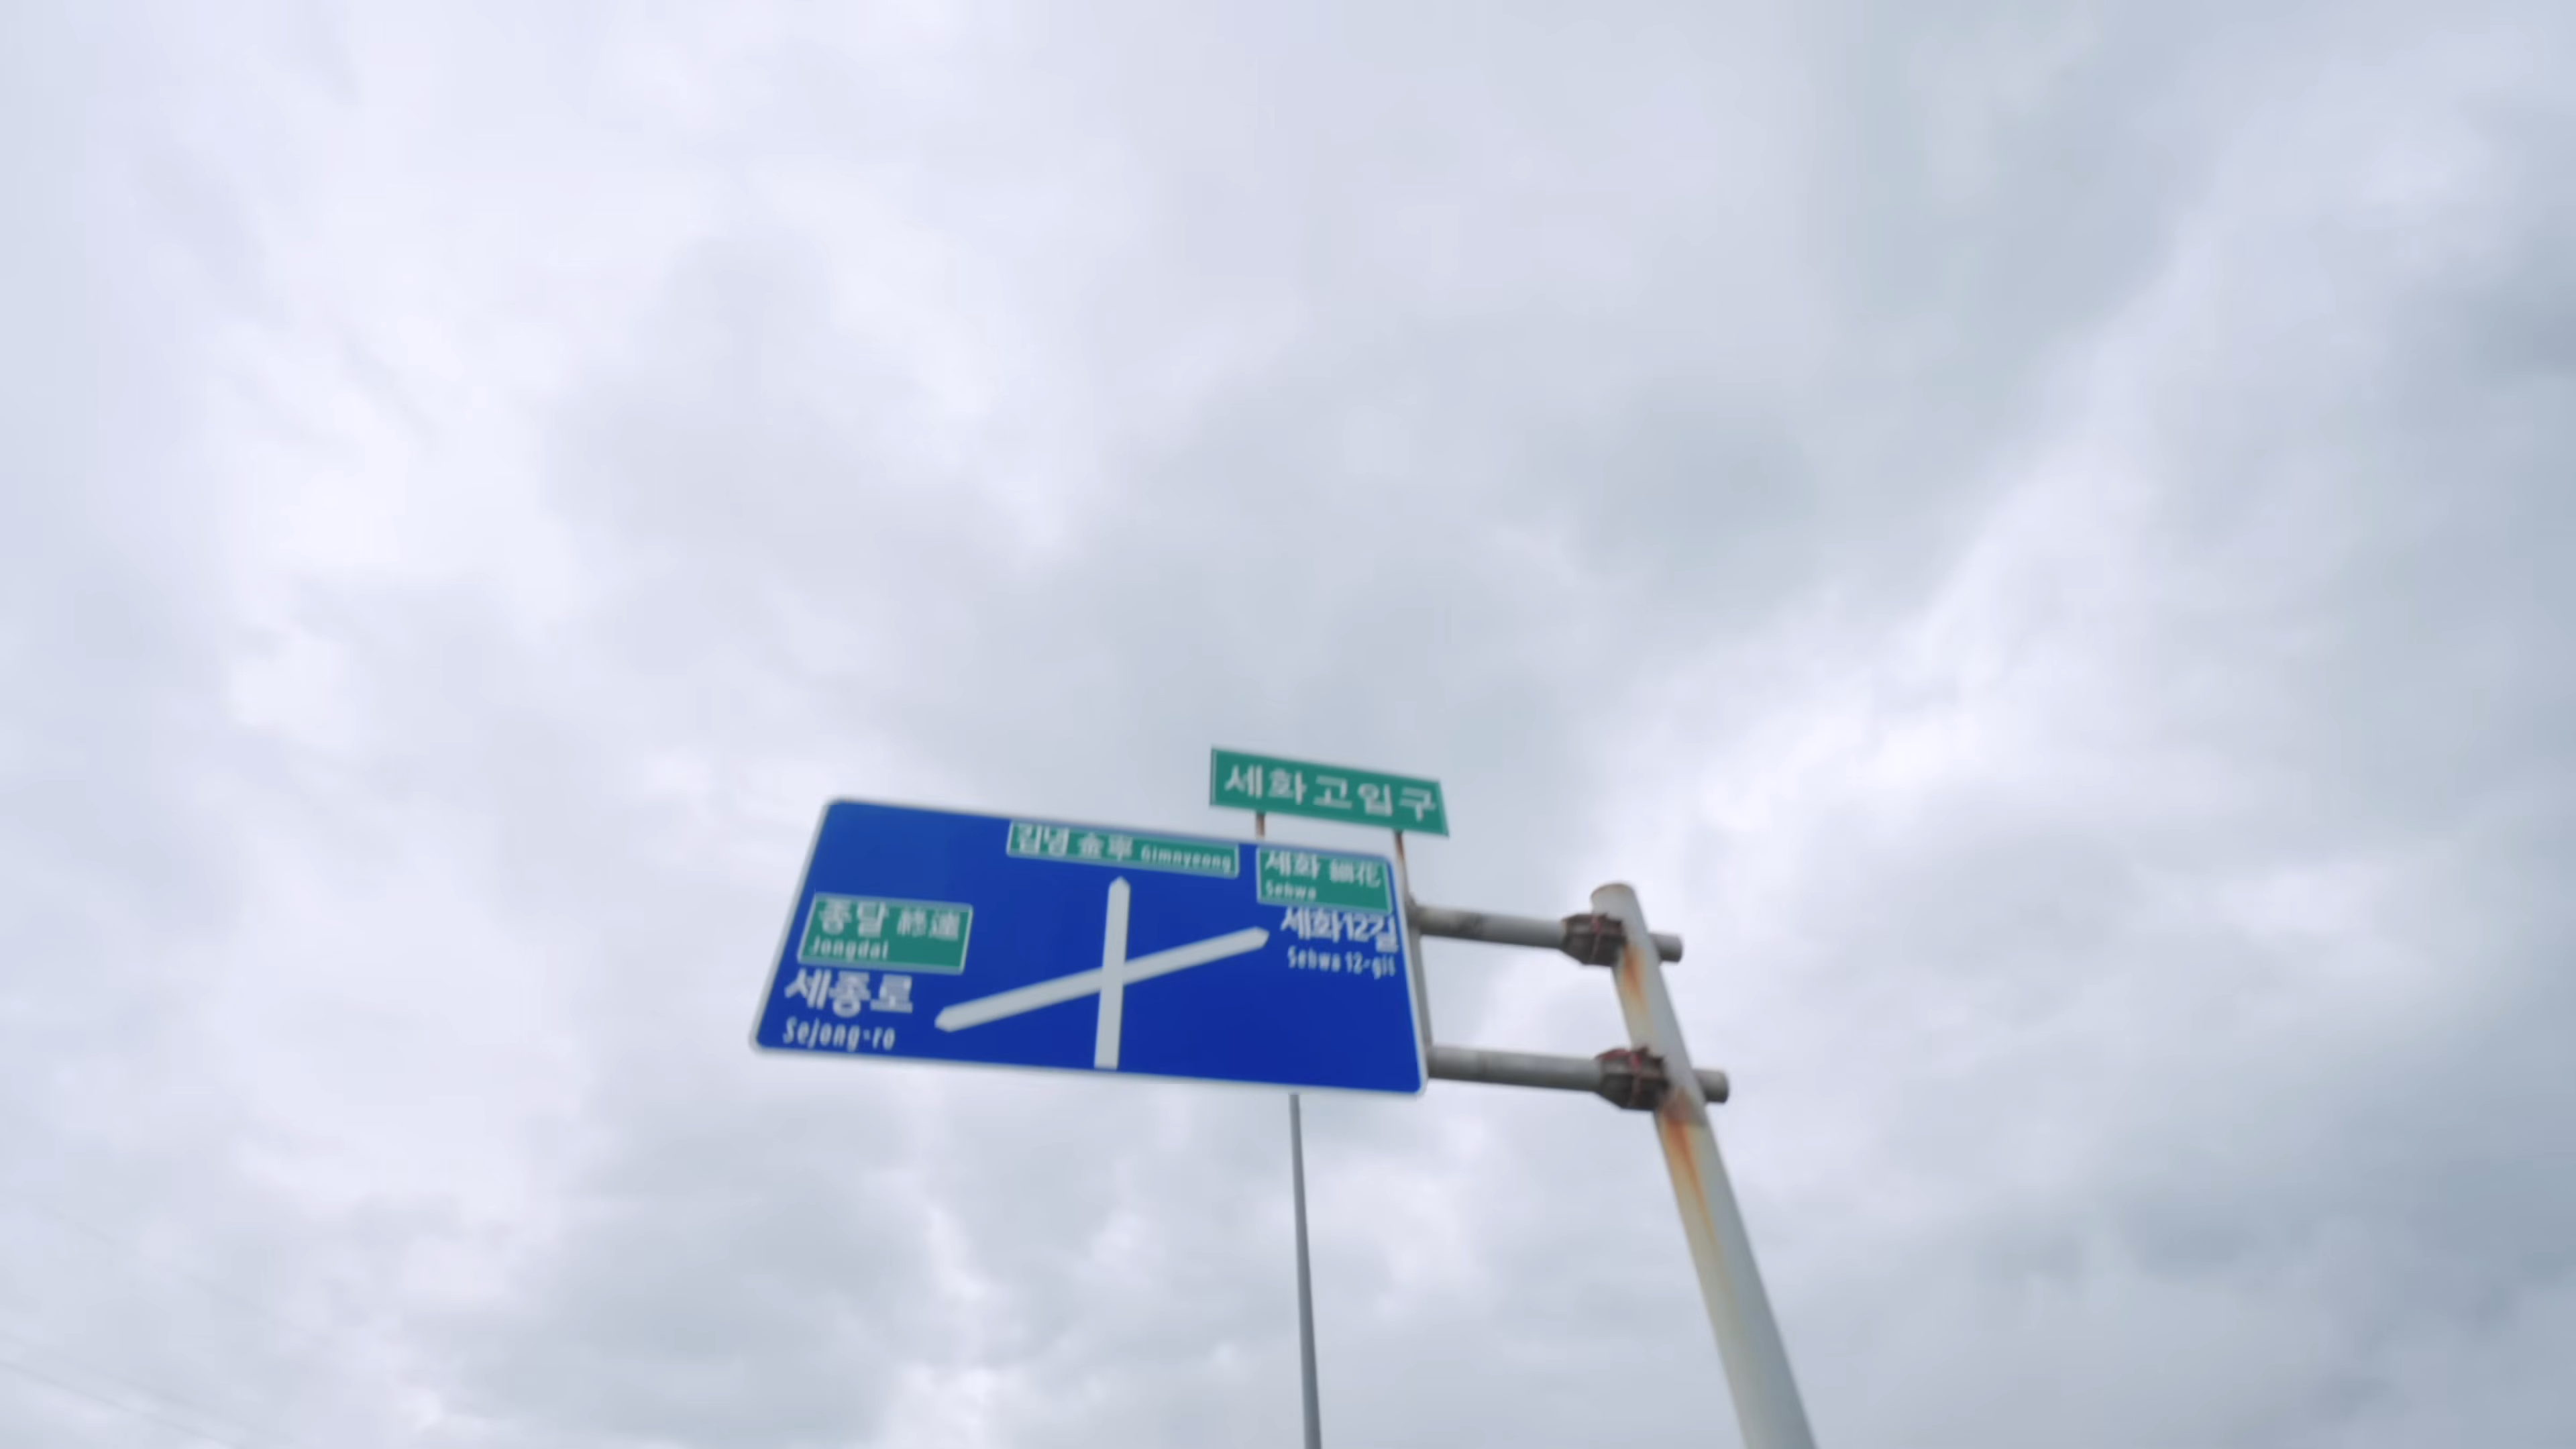 세화고입구
김녕 金寧 Gimnyeong
세화 細花
Sehwa
세화12길
Sehwa 12-gil
종달 終達
Jongdal
세종로
Sejong-ro